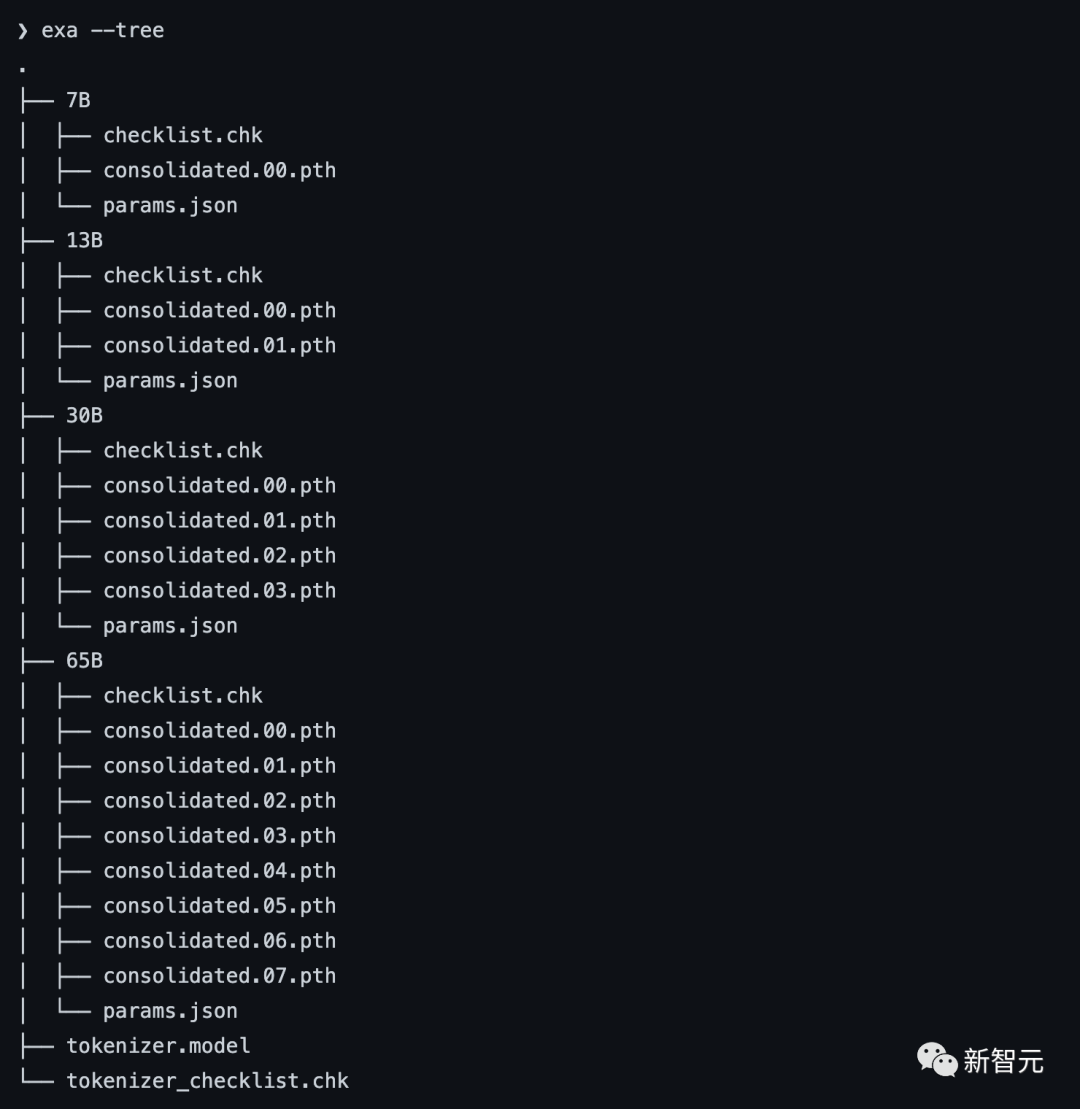 ❯ exa --tree
.
├── 7B
│   ├── checklist.chk
│   ├── consolidated.00.pth
│   └── params.json
├── 13B
│   ├── checklist.chk
│   ├── consolidated.00.pth
│   ├── consolidated.01.pth
│   └── params.json
├── 30B
│   ├── checklist.chk
│   ├── consolidated.00.pth
│   ├── consolidated.01.pth
│   ├── consolidated.02.pth
│   ├── consolidated.03.pth
│   └── params.json
├── 65B
│   ├── checklist.chk
│   ├── consolidated.00.pth
│   ├── consolidated.01.pth
│   ├── consolidated.02.pth
│   ├── consolidated.03.pth
│   ├── consolidated.04.pth
│   ├── consolidated.05.pth
│   ├── consolidated.06.pth
│   ├── consolidated.07.pth
│   └── params.json
├── tokenizer.model
└── tokenizer_checklist.chk
新智元